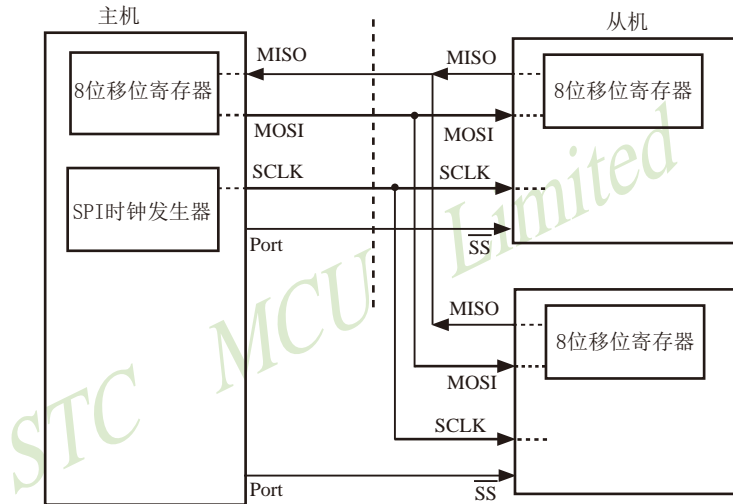 主机
从机
MISO
MISO
8位移位寄存器
8位移位寄存器
MOSI
MOSI
SCLK
SCLK
SPI时钟发生器
Port
SS
MISO
8位移位寄存器
MOSI
SCLK
Port
SS
STC MCU Limited